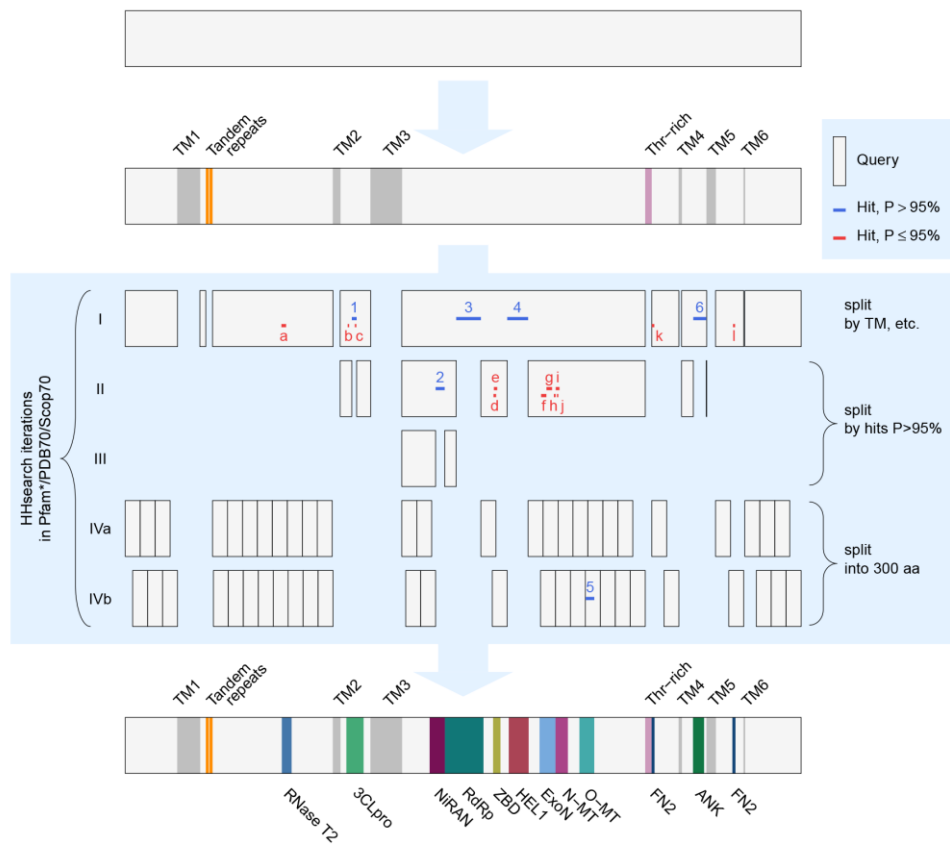 TM1
Tandem
repeats
TM2
TM3
Thr−rich
TM4
TM5
TM6
Query
Hit, P > 95%
Hit, P ≤ 95%
HHsearch iterations
in Pfam*/PDB70/Scop70
I
1
3
4
6
a
b
c
k
l
split
by TM, etc.
II
2
e
d
g
i
f
h
j
split
by hits P>95%
III
IVa
split
into 300 aa
IVb
5
TM1
Tandem
repeats
TM2
TM3
Thr−rich
TM4
TM5
TM6
RNase T2
3CLpro
NiRAN
RdRp
ZBD
HEL1
ExoN
N−MT
O−MT
FN2
ANK
FN2